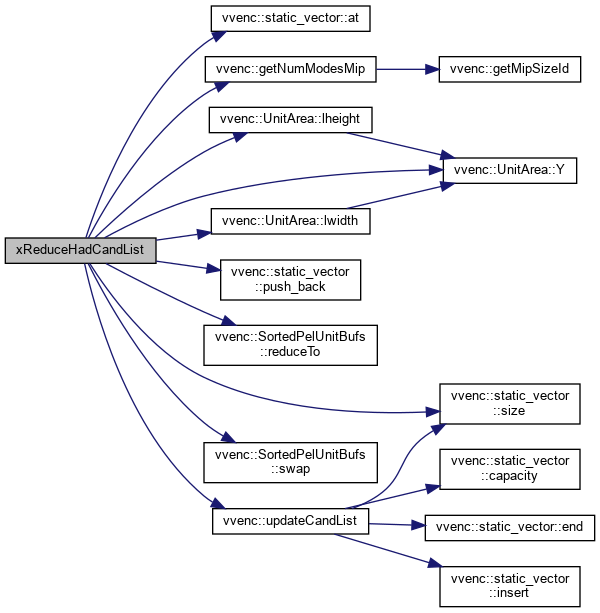 vvenc::static_vector::at
vvenc::getNumModesMip
vvenc::getMipSizeId
vvenc::UnitArea::lheight
vvenc::UnitArea::Y
vvenc::UnitArea::lwidth
xReduceHadCandList
vvenc::static_vector
::push_back
vvenc::SortedPelUnitBufs
::reduceTo
vvenc::static_vector
::size
vvenc::SortedPelUnitBufs
::swap
vvenc::static_vector
::capacity
vvenc::updateCandList
vvenc::static_vector::end
vvenc::static_vector
::insert